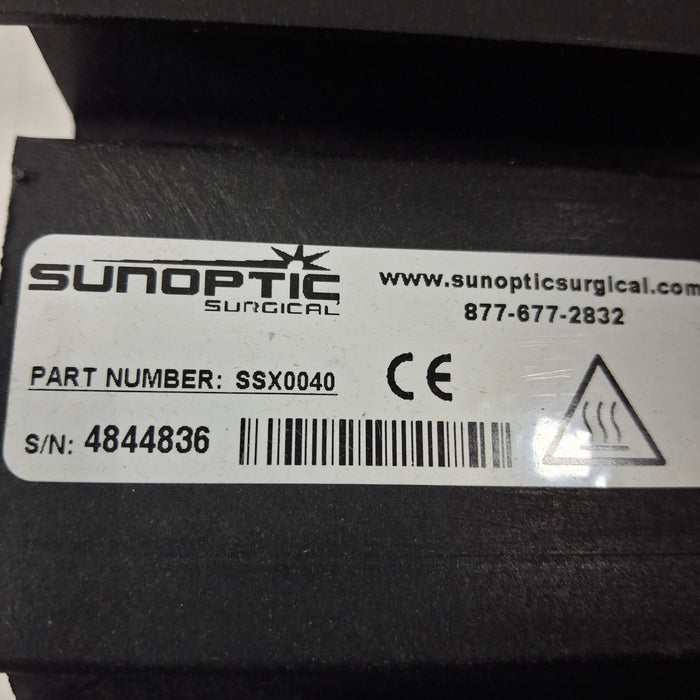 SUNOPTIC
SURGICAL
www.sunopticsurgical.com
877-677-2832
PART NUMBER: SSX0040
CE
S/N: 4844836